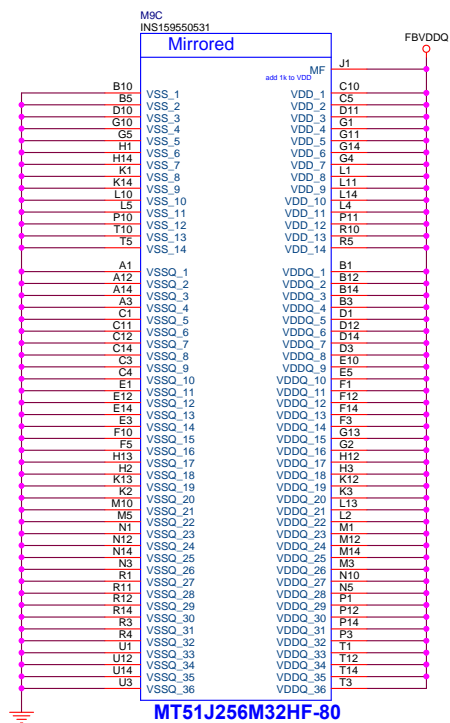 M9C
INS159550531
Mirrored
FBVDDQ
MF J1
add 1k to VDD
B10 VSS_1 VDD_1 C10
B5 VSS_2 VDD_2 C5
D10 VSS_3 VDD_3 D11
G10 VSS_4 VDD_4 G1
G5 VSS_5 VDD_5 G11
H1 VSS_6 VDD_6 G14
H14 VSS_7 VDD_7 G4
K1 VSS_8 VDD_8 L1
K14 VSS_9 VDD_9 L11
L10 VSS_10 VDD_10 L14
L5 VSS_11 VDD_11 L4
P10 VSS_12 VDD_12 P11
T10 VSS_13 VDD_13 R10
T5 VSS_14 VDD_14 R5
A1 VSSQ_1 VDDQ_1 B1
A12 VSSQ_2 VDDQ_2 B12
A14 VSSQ_3 VDDQ_3 B14
A3 VSSQ_4 VDDQ_4 B3
C1 VSSQ_5 VDDQ_5 D1
C11 VSSQ_6 VDDQ_6 D12
C12 VSSQ_7 VDDQ_7 D14
C14 VSSQ_8 VDDQ_8 D3
C3 VSSQ_9 VDDQ_9 E10
C4 VSSQ_10 VDDQ_10 E5
E1 VSSQ_11 VDDQ_11 F1
E12 VSSQ_12 VDDQ_12 F12
E14 VSSQ_13 VDDQ_13 F14
E3 VSSQ_14 VDDQ_14 F3
F10 VSSQ_15 VDDQ_15 G13
F5 VSSQ_16 VDDQ_16 G2
H13 VSSQ_17 VDDQ_17 H12
H2 VSSQ_18 VDDQ_18 H3
K13 VSSQ_19 VDDQ_19 K12
K2 VSSQ_20 VDDQ_20 K3
M10 VSSQ_21 VDDQ_21 L13
M5 VSSQ_22 VDDQ_22 L2
N1 VSSQ_23 VDDQ_23 M1
N12 VSSQ_24 VDDQ_24 M12
N14 VSSQ_25 VDDQ_25 M14
N3 VSSQ_26 VDDQ_26 M3
R1 VSSQ_27 VDDQ_27 N10
R11 VSSQ_28 VDDQ_28 N5
R12 VSSQ_29 VDDQ_29 P1
R14 VSSQ_30 VDDQ_30 P12
R3 VSSQ_31 VDDQ_31 P14
R4 VSSQ_32 VDDQ_32 P3
U1 VSSQ_33 VDDQ_33 T1
U12 VSSQ_34 VDDQ_34 T12
U14 VSSQ_35 VDDQ_35 T14
U3 VSSQ_36 VDDQ_36 T3
MT51J256M32HF-80